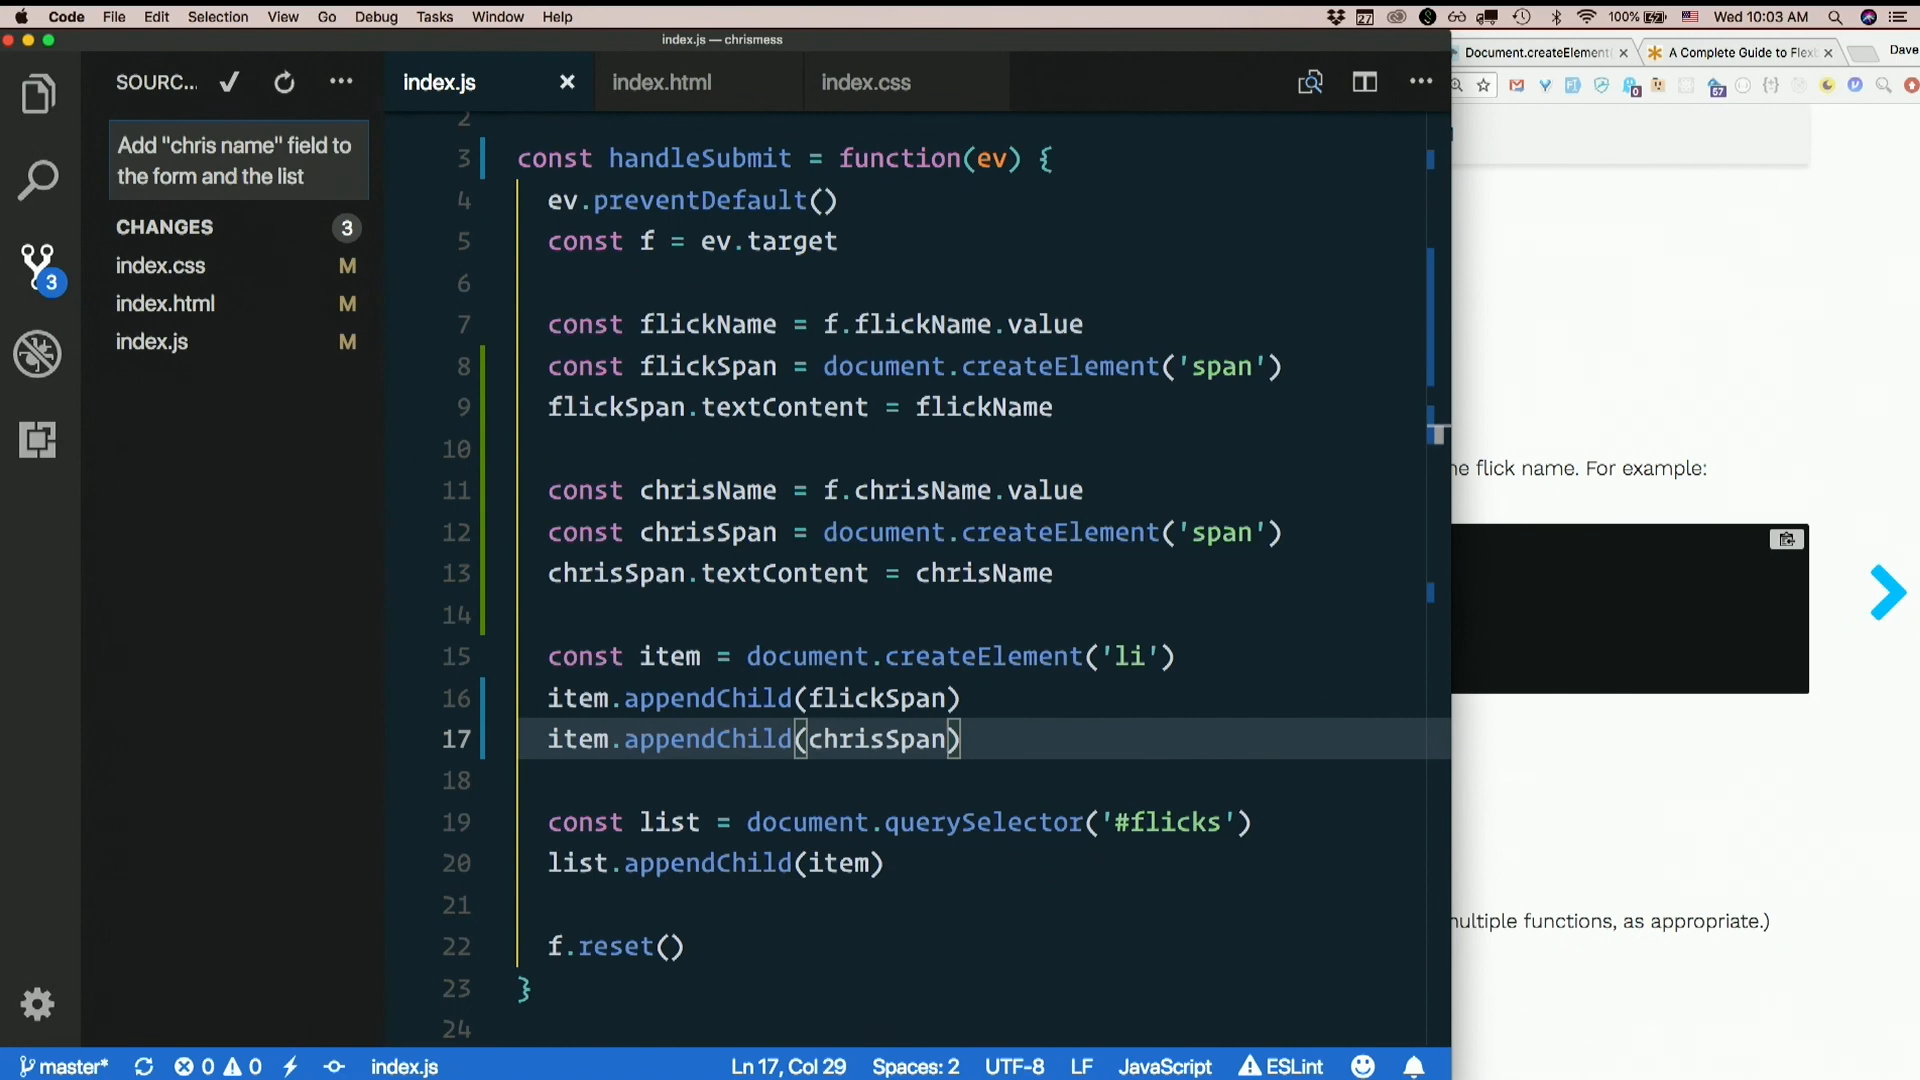 Code File Edit Selection View Go Debug Tasks Window Help
27 100% Wed 10:03 AM
index.js — chrismess
Document.createElement( × A Complete Guide to Flexb × Dave
SOURC...
index.js × index.html index.css
0 57
Add "chris name" field to
the form and the list
CHANGES 3
index.css M
index.html M
index.js M
3
2
3 const handleSubmit = function(ev) {
4 ev.preventDefault()
5 const f = ev.target
6
7 const flickName = f.flickName.value
8 const flickSpan = document.createElement('span')
9 flickSpan.textContent = flickName
10
11 const chrisName = f.chrisName.value
12 const chrisSpan = document.createElement('span')
13 chrisSpan.textContent = chrisName
14
15 const item = document.createElement('li')
16 item.appendChild(flickSpan)
17 item.appendChild(chrisSpan)
18
19 const list = document.querySelector('#flicks')
20 list.appendChild(item)
21
22 f.reset()
23 }
24
flick name. For example:
functions, as appropriate.)
master* 0 0 index.js Ln 17, Col 29 Spaces: 2 UTF-8 LF JavaScript ESLint